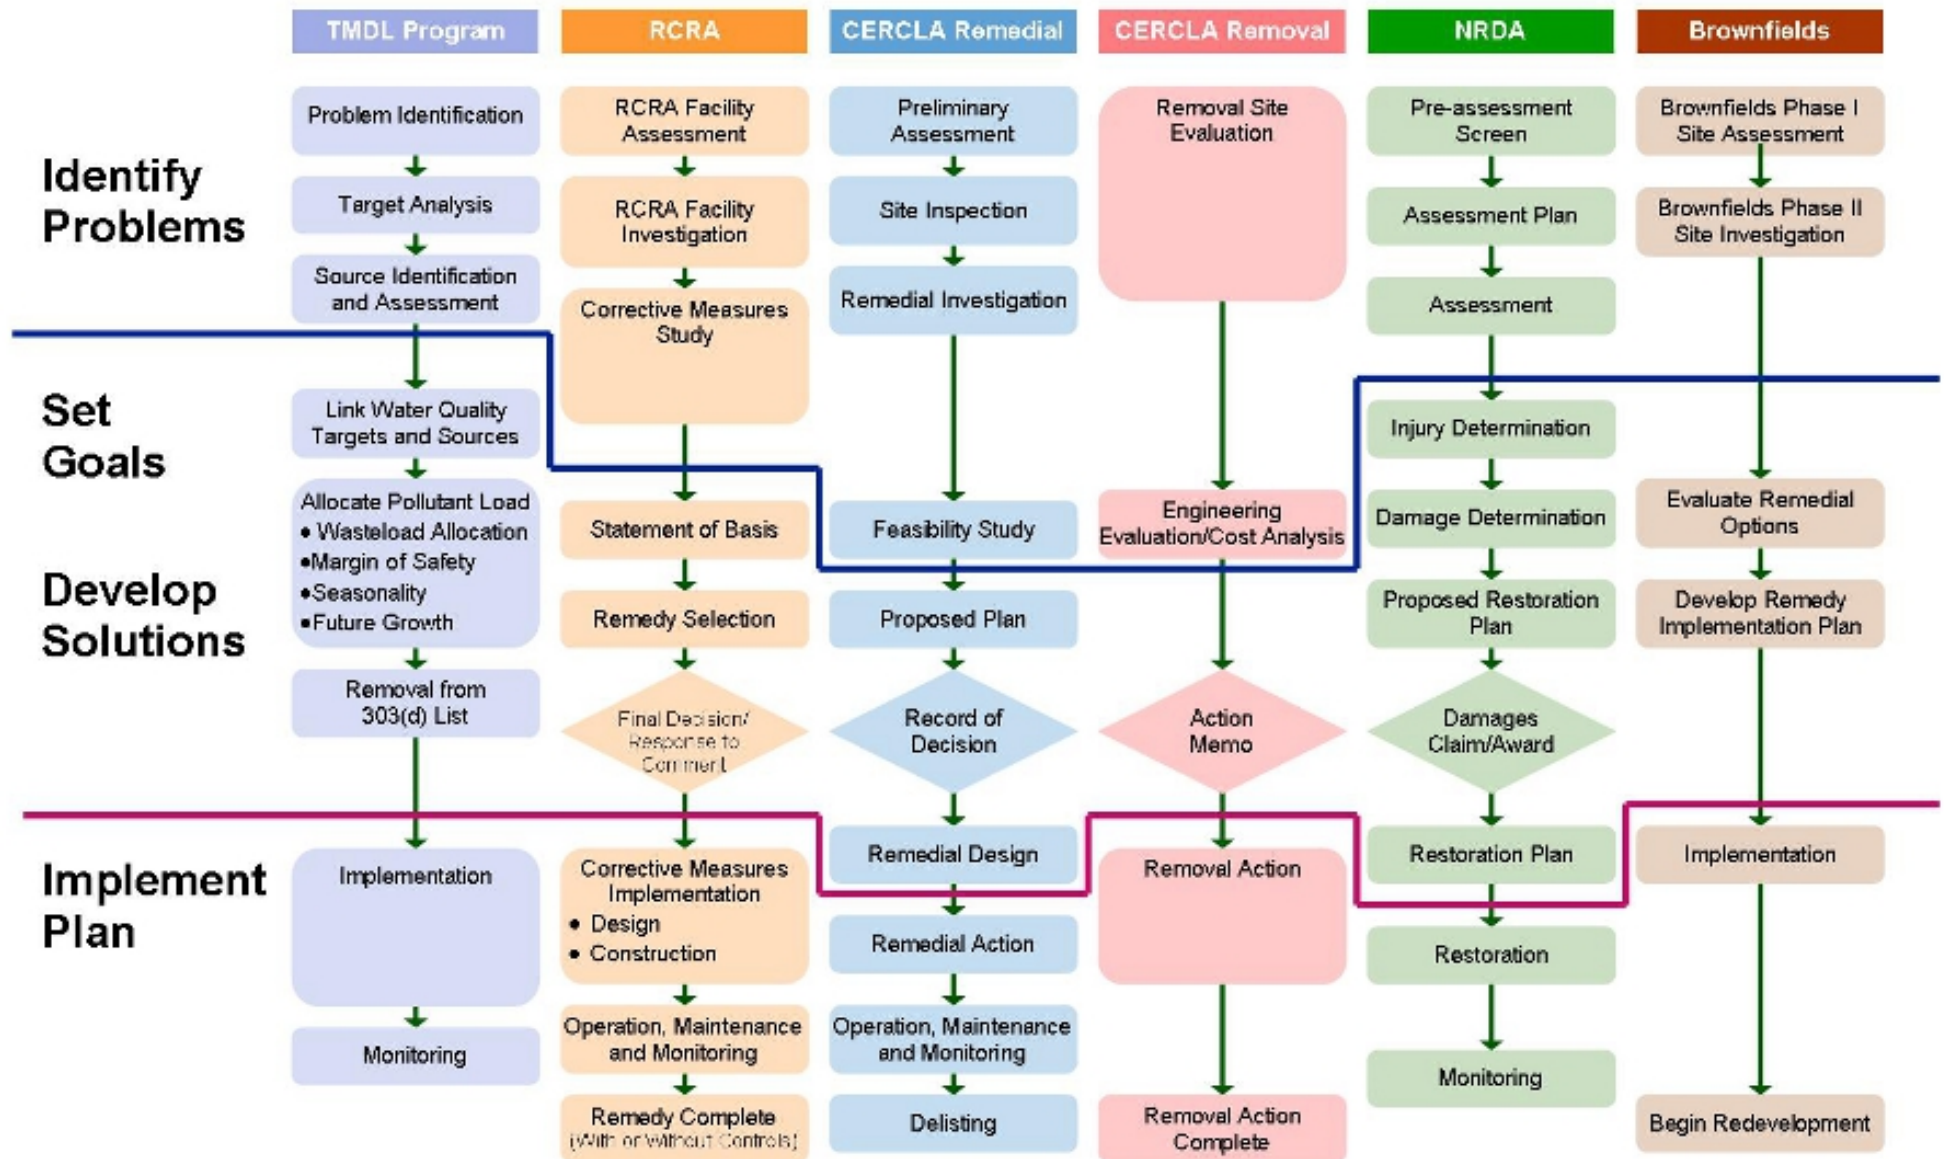 TMDL Program
RCRA
CERCLA Remedial
CERCLA Removal
NRDA
Brownfields
Identify
Problems
Set
Goals
Develop
Solutions
Implement
Plan
Problem Identification
Target Analysis
Source Identification
and Assessment
Link Water Quality
Targets and Sources
Allocate Pollutant Load
• Wasteload Allocation
•Margin of Safety
•Seasonality
•Future Growth
Removal from
303(d) List
Implementation
Monitoring
RCRA Facility
Assessment
RCRA Facility
Investigation
Corrective Measures
Study
Statement of Basis
Remedy Selection
Final Decision/
Response to
Comment
Corrective Measures
Implementation
• Design
• Construction
Operation, Maintenance
and Monitoring
Remedy Complete
(With or Without Controls)
Preliminary
Assessment
Site Inspection
Remedial Investigation
Feasibility Study
Proposed Plan
Record of
Decision
Remedial Design
Remedial Action
Operation, Maintenance
and Monitoring
Delisting
Removal Site
Evaluation
Engineering
Evaluation/Cost Analysis
Action
Memo
Removal Action
Removal Action
Complete
Pre-assessment
Screen
Assessment Plan
Assessment
Injury Determination
Damage Determination
Proposed Restoration
Plan
Damages
Claim/Award
Restoration Plan
Restoration
Monitoring
Brownfields Phase I
Site Assessment
Brownfields Phase II
Site Investigation
Evaluate Remedial
Options
Develop Remedy
Implementation Plan
Implementation
Begin Redevelopment